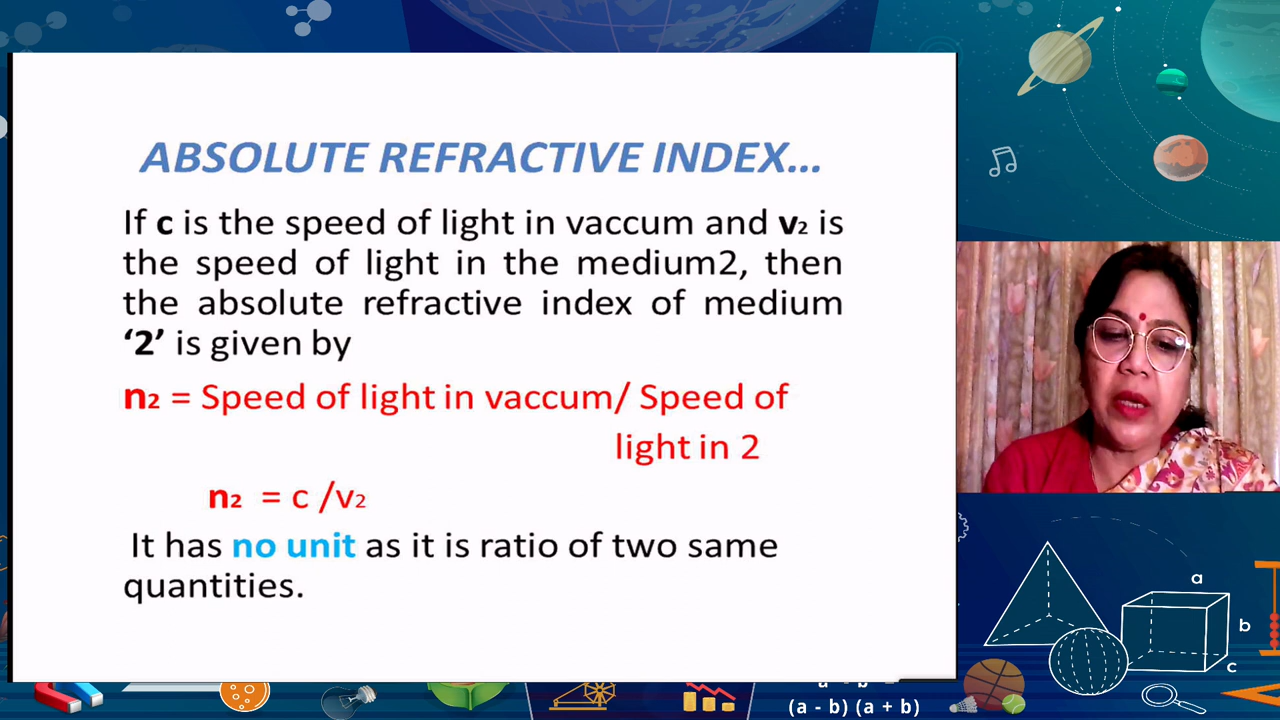 ABSOLUTE REFRACTIVE INDEX...
If c is the speed of light in vaccum and v₂ is
the speed of light in the medium2, then
the absolute refractive index of medium
‘2’ is given by
n₂ = Speed of light in vaccum/ Speed of
light in 2
n₂ = c /v₂
It has no unit as it is ratio of two same
quantities.
a
b
c
(a - b) (a + b)